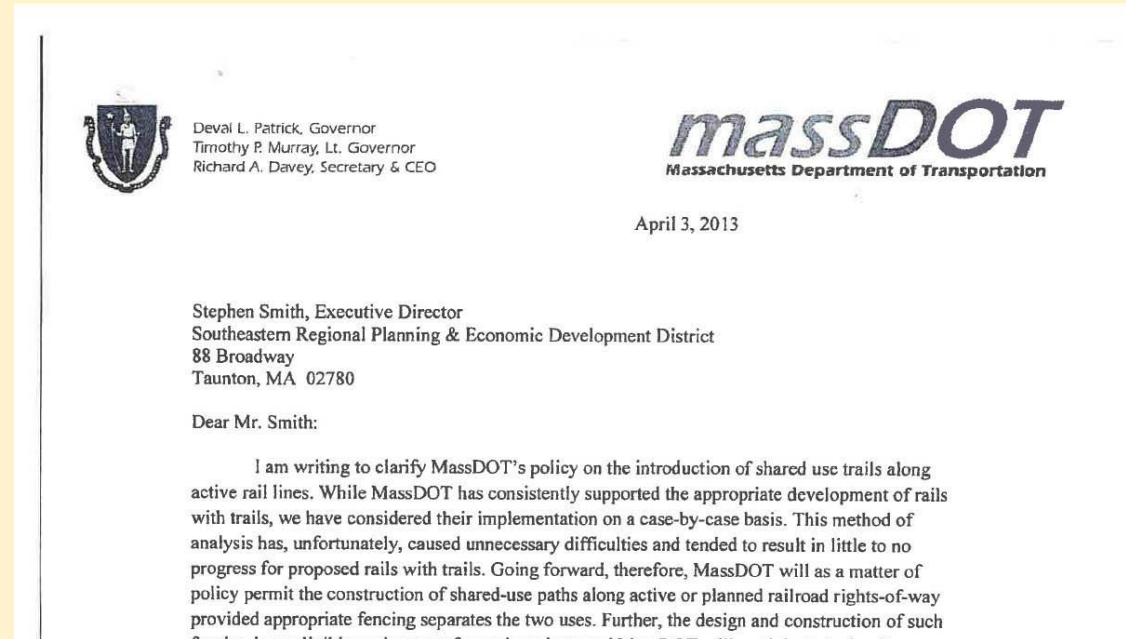 Deval L. Patrick, Governor
Timothy P. Murray, Lt. Governor
Richard A. Davey, Secretary & CEO
massDOT
Massachusetts Department of Transportation
April 3, 2013
Stephen Smith, Executive Director
Southeastern Regional Planning & Economic Development District
88 Broadway
Taunton, MA 02780
Dear Mr. Smith:
I am writing to clarify MassDOT's policy on the introduction of shared use trails along
active rail lines. While MassDOT has consistently supported the appropriate development of rails
with trails, we have considered their implementation on a case-by-case basis. This method of
analysis has, unfortunately, caused unnecessary difficulties and tended to result in little to no
progress for proposed rails with trails. Going forward, therefore, MassDOT will as a matter of
policy permit the construction of shared-use paths along active or planned railroad rights-of-way
provided appropriate fencing separates the two uses. Further, the design and construction of such